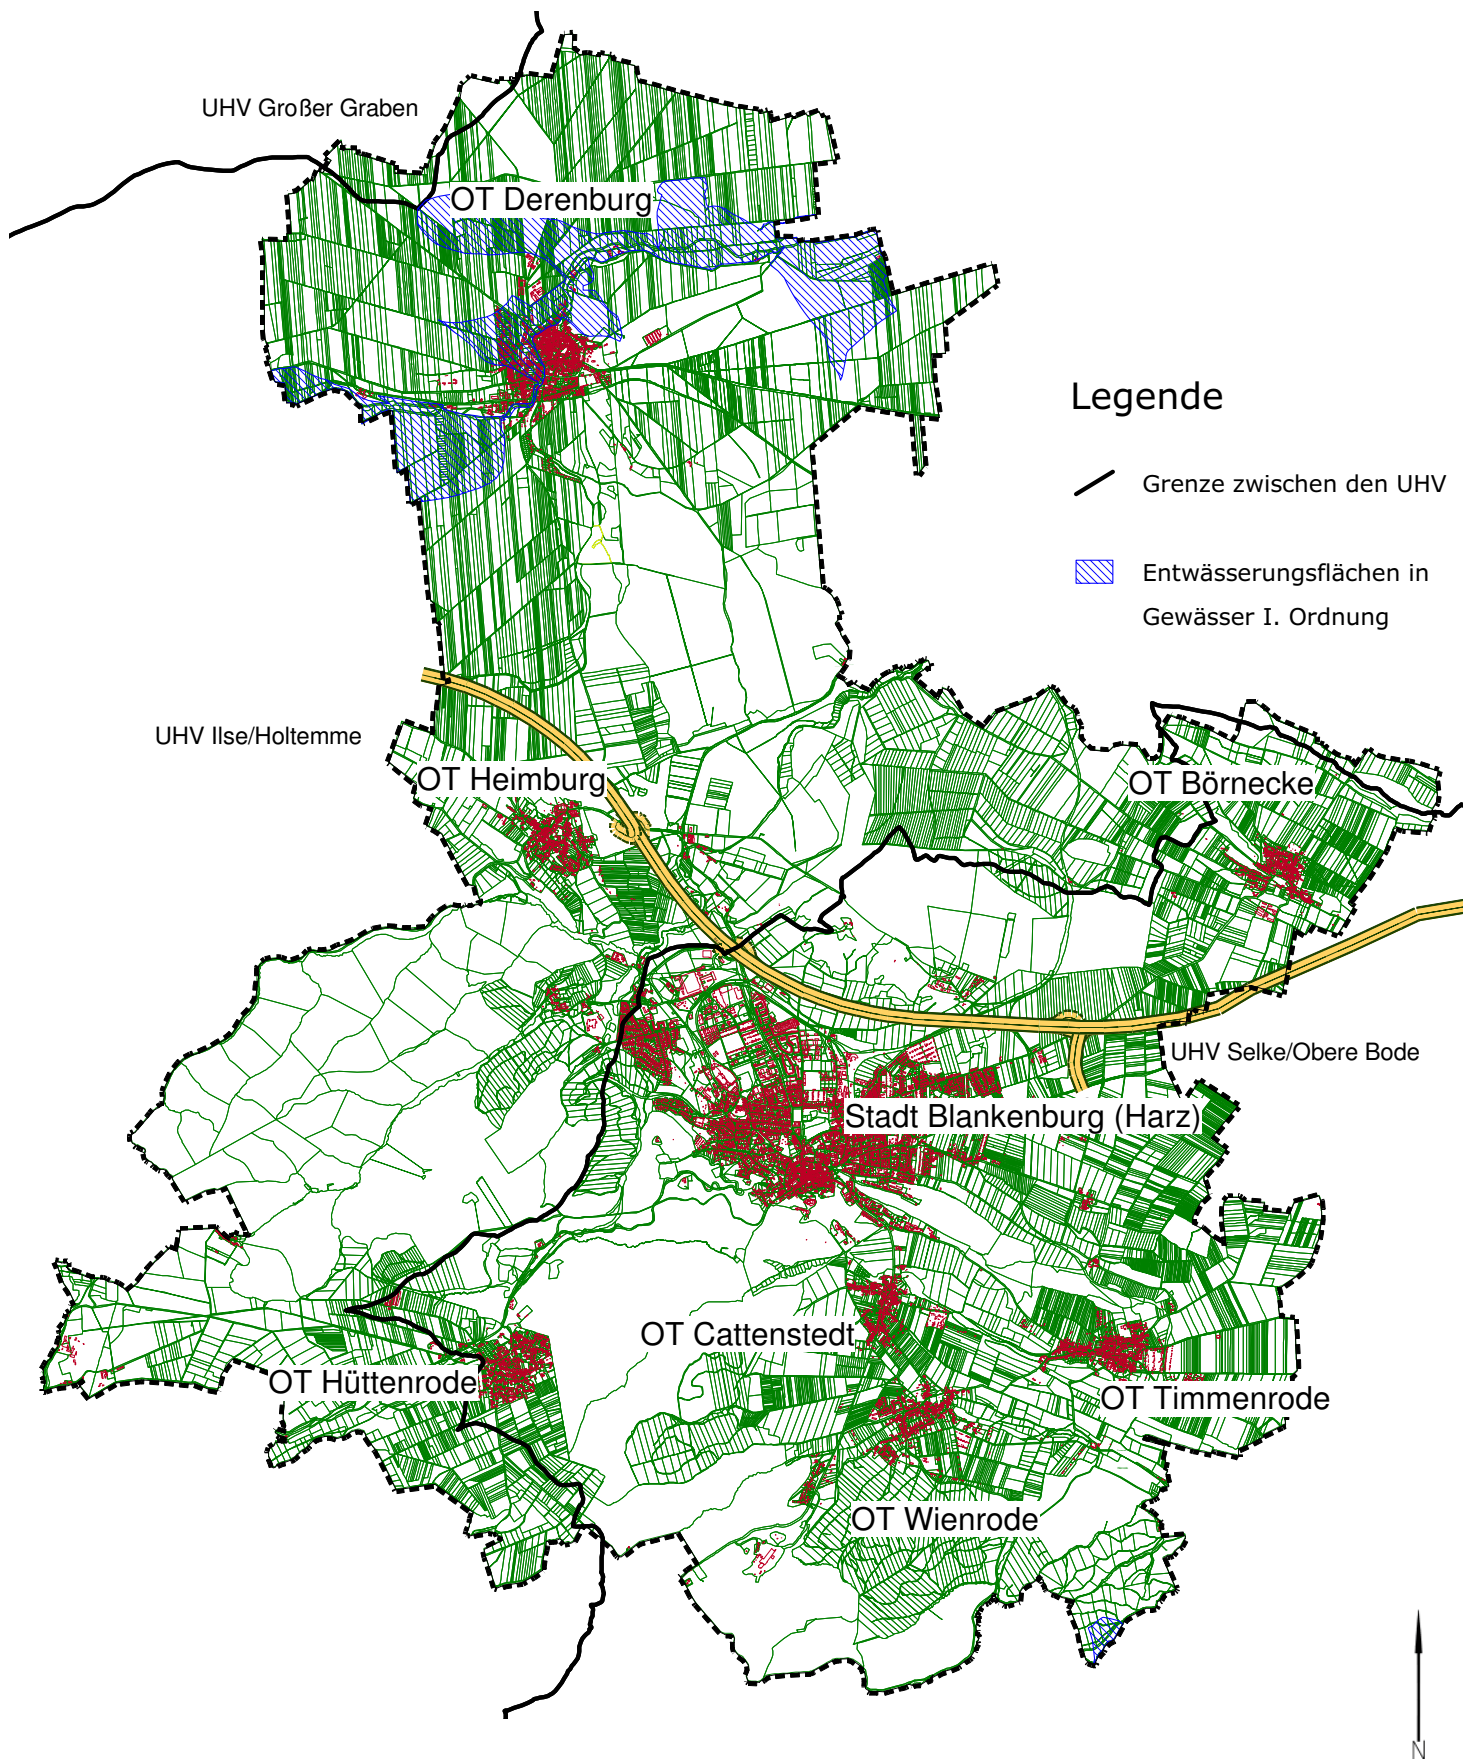 UHV Großer Graben
OT Derenburg
Legende
Grenze zwischen den UHV
Entwässerungsflächen in
Gewässer I. Ordnung
UHV Ilse/Holtemme
OT Heimburg
OT Börnecke
UHV Selke/Obere Bode
Stadt Blankenburg (Harz)
OT Cattenstedt
OT Hüttenrode
OT Timmenrode
OT Wienrode
N